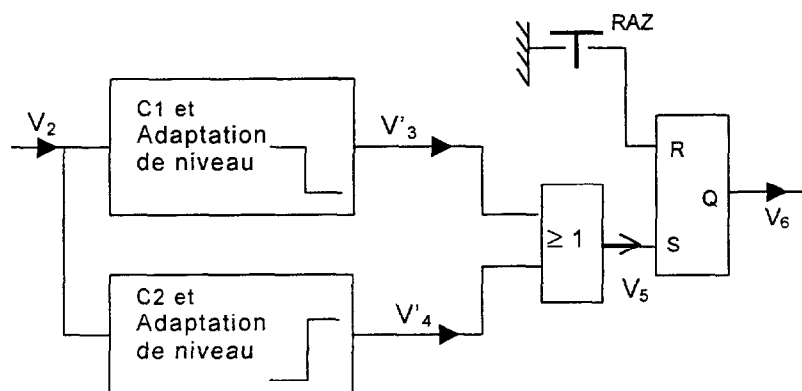 RAZ
C1 et
Adaptation
de niveau
V₂
V'₃
R
Q
V₆
≥ 1
S
V₅
C2 et
Adaptation
de niveau
V'₄